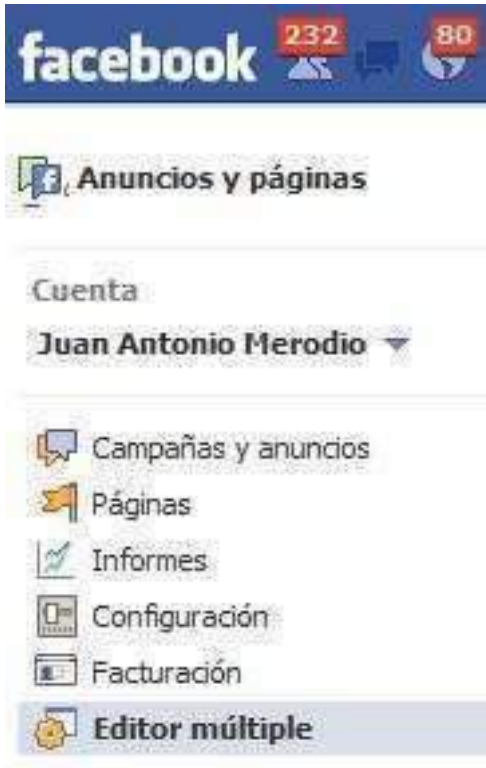 facebook 232 80
Anuncios y páginas
Cuenta
Juan Antonio Merodio
Campañas y anuncios
Páginas
Informes
Configuración
Facturación
Editor múltiple